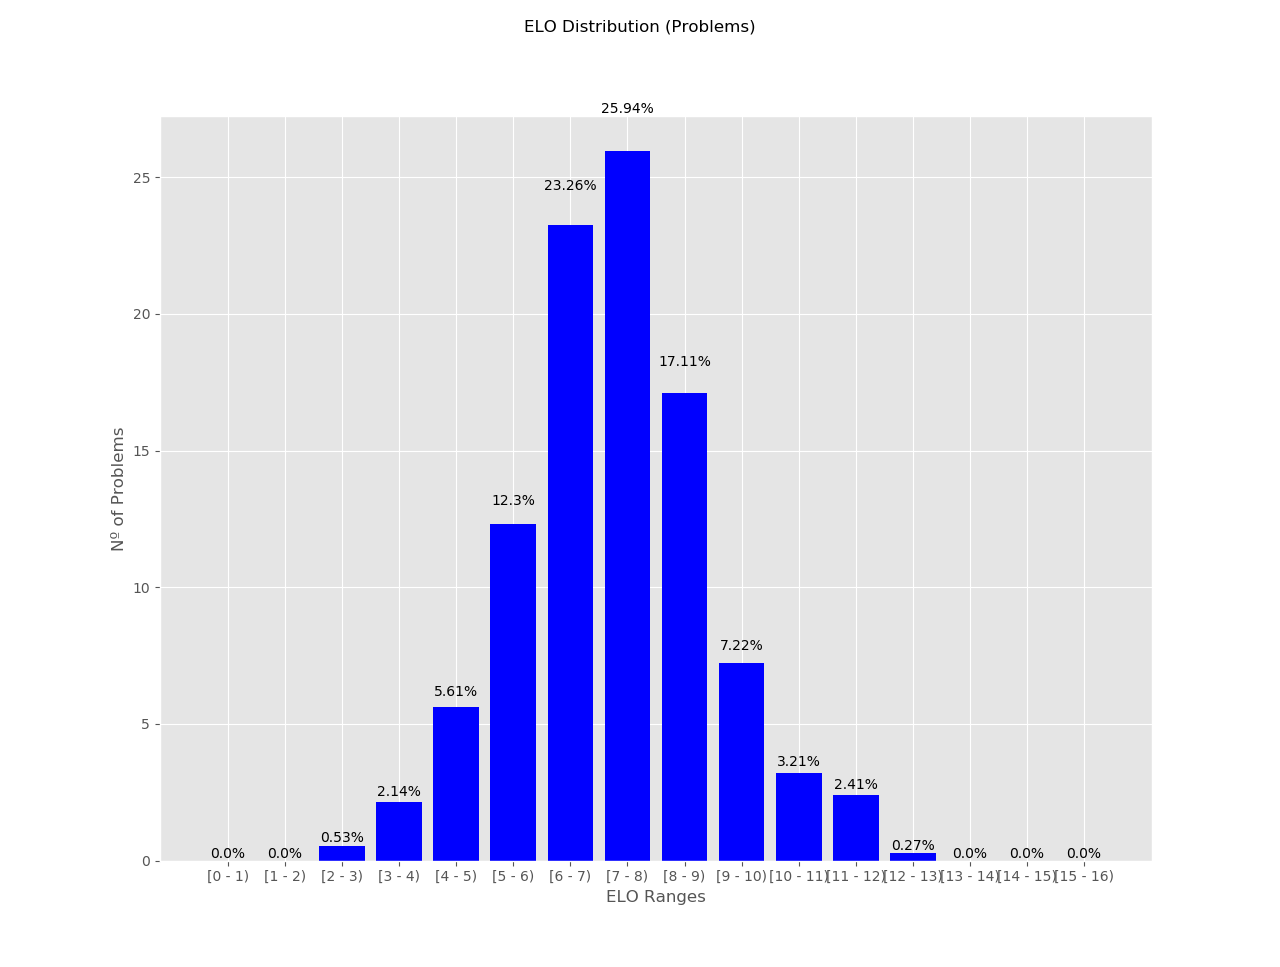 ELO Distribution (Problems)
25.94%
23.26%
17.11%
12.3%
7.22%
5.61%
3.21%
2.41%
2.14%
0.53%
0.27%
0.0%
0.0%
0.0%
0.0%
0.0%
25
20
15
10
5
0
Nº of Problems
[0 - 1)
[1 - 2)
[2 - 3)
[3 - 4)
[4 - 5)
[5 - 6)
[6 - 7)
[7 - 8)
[8 - 9)
[9 - 10)
[10 - 11)
[11 - 12)
[12 - 13)
[13 - 14)
[14 - 15)
[15 - 16)
ELO Ranges